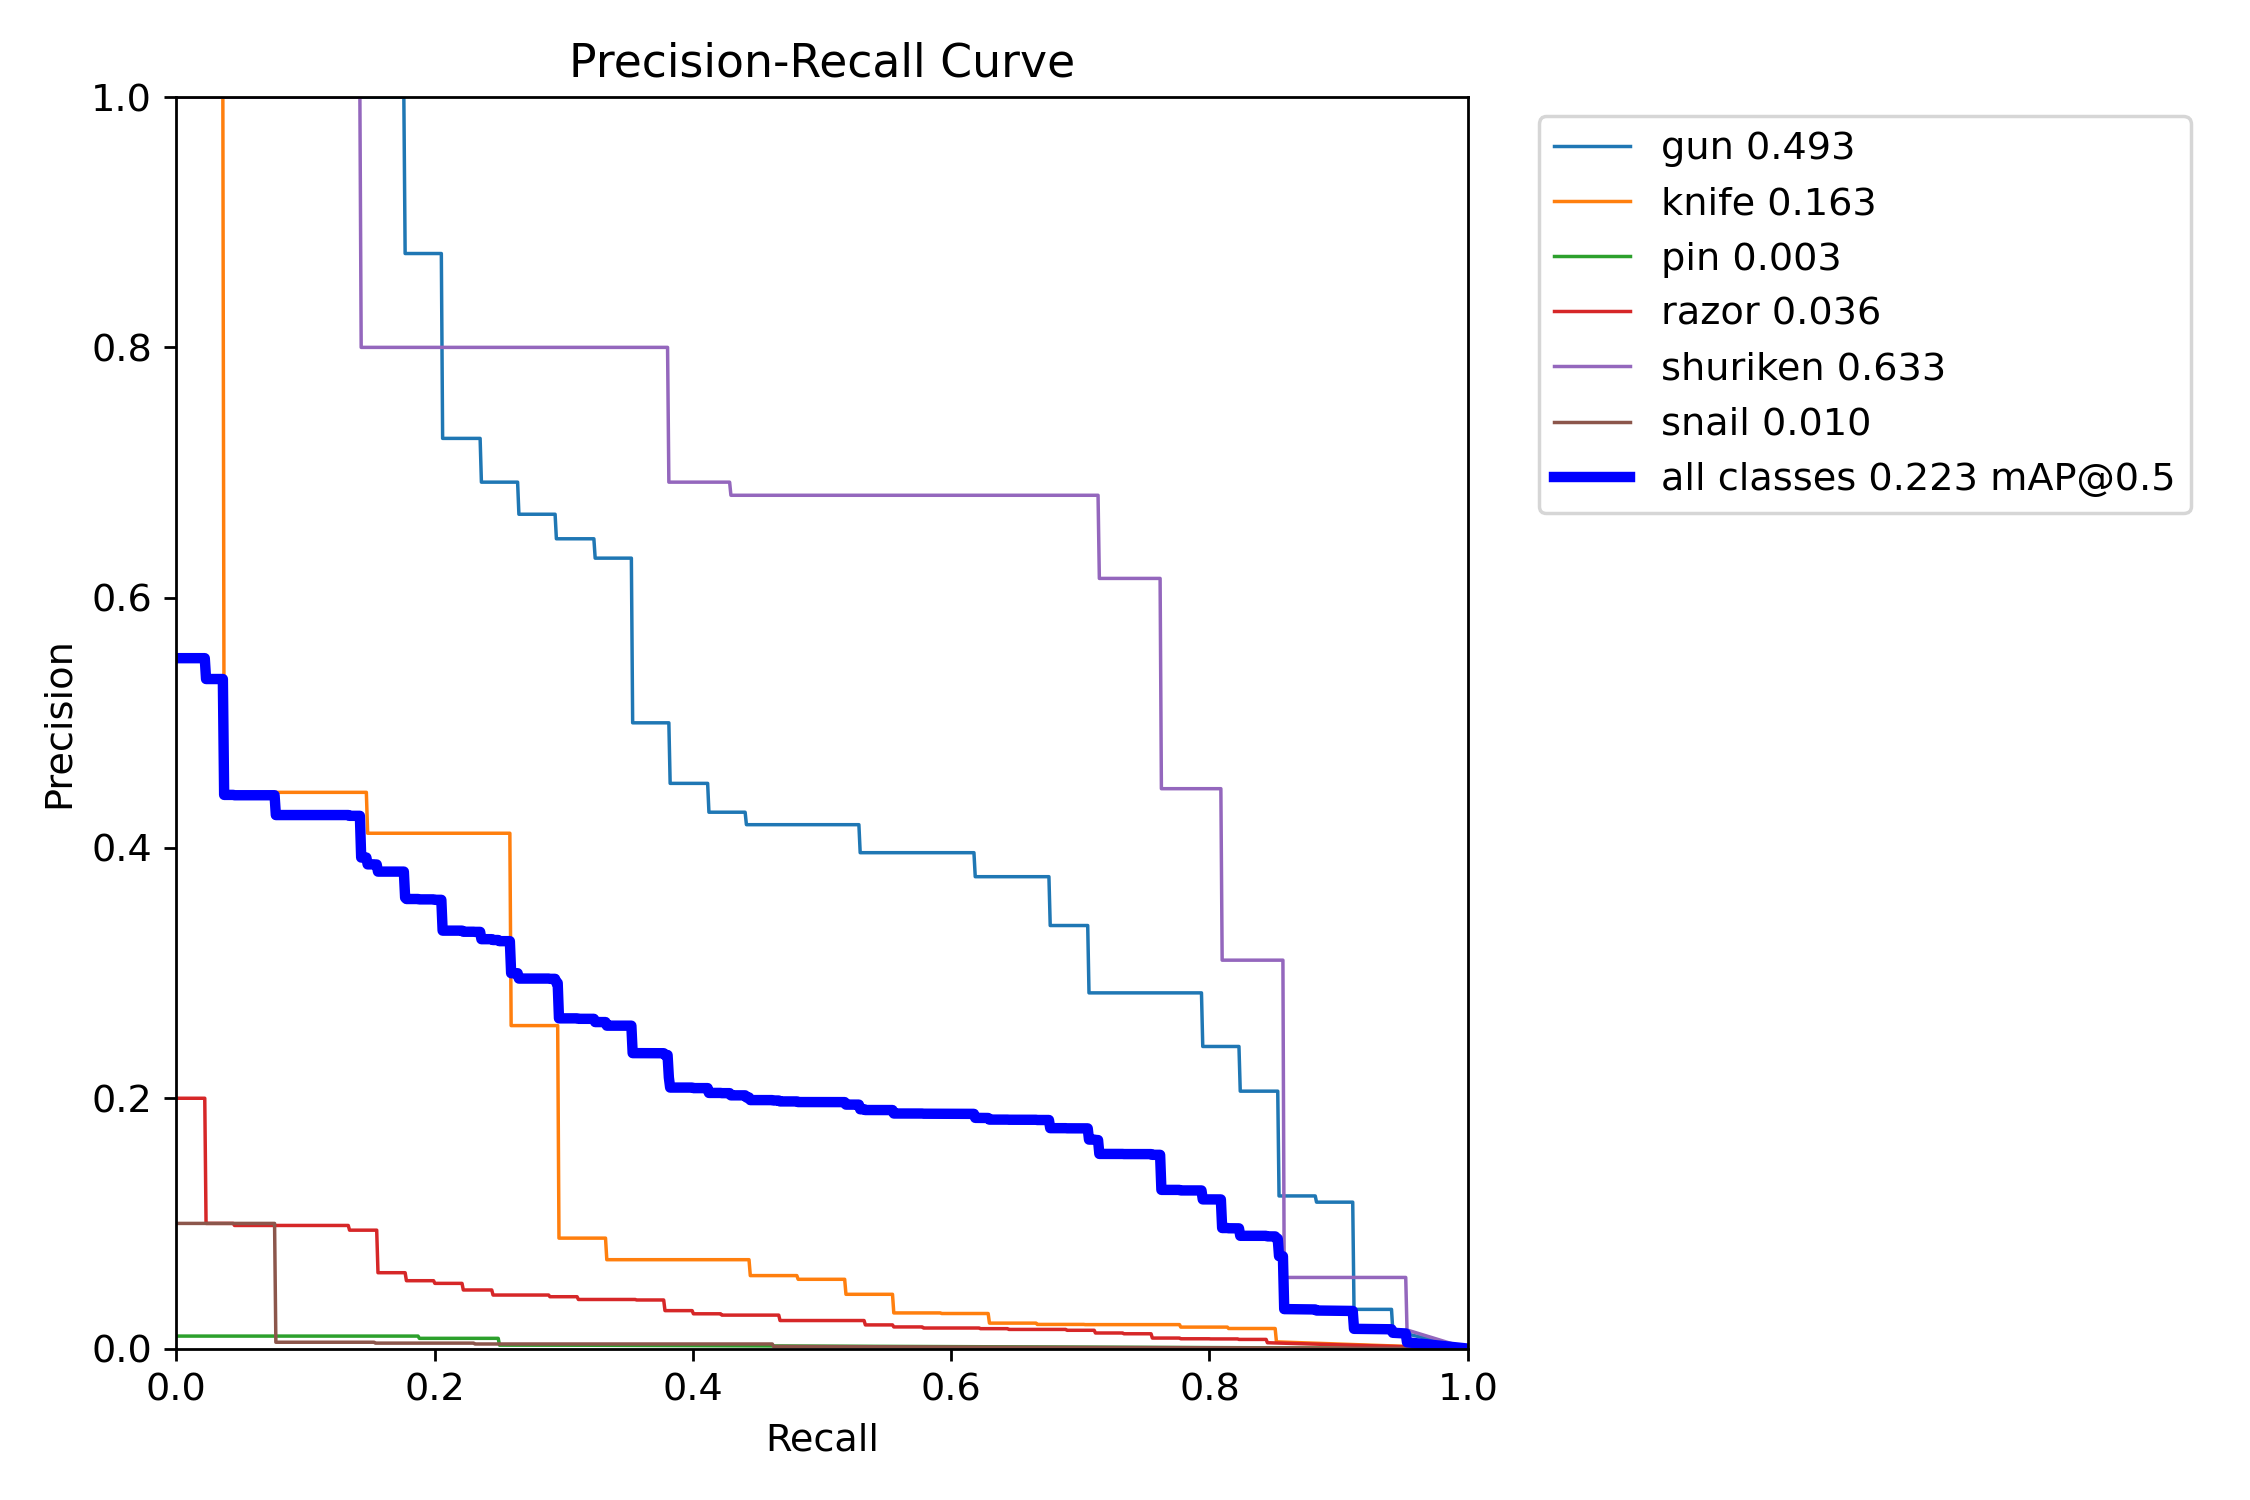 Precision-Recall Curve
1.0
0.8
0.6
0.4
0.2
0.0
Precision
0.0 0.2 0.4 0.6 0.8 1.0
Recall
gun 0.493
knife 0.163
pin 0.003
razor 0.036
shuriken 0.633
snail 0.010
all classes 0.223 mAP@0.5